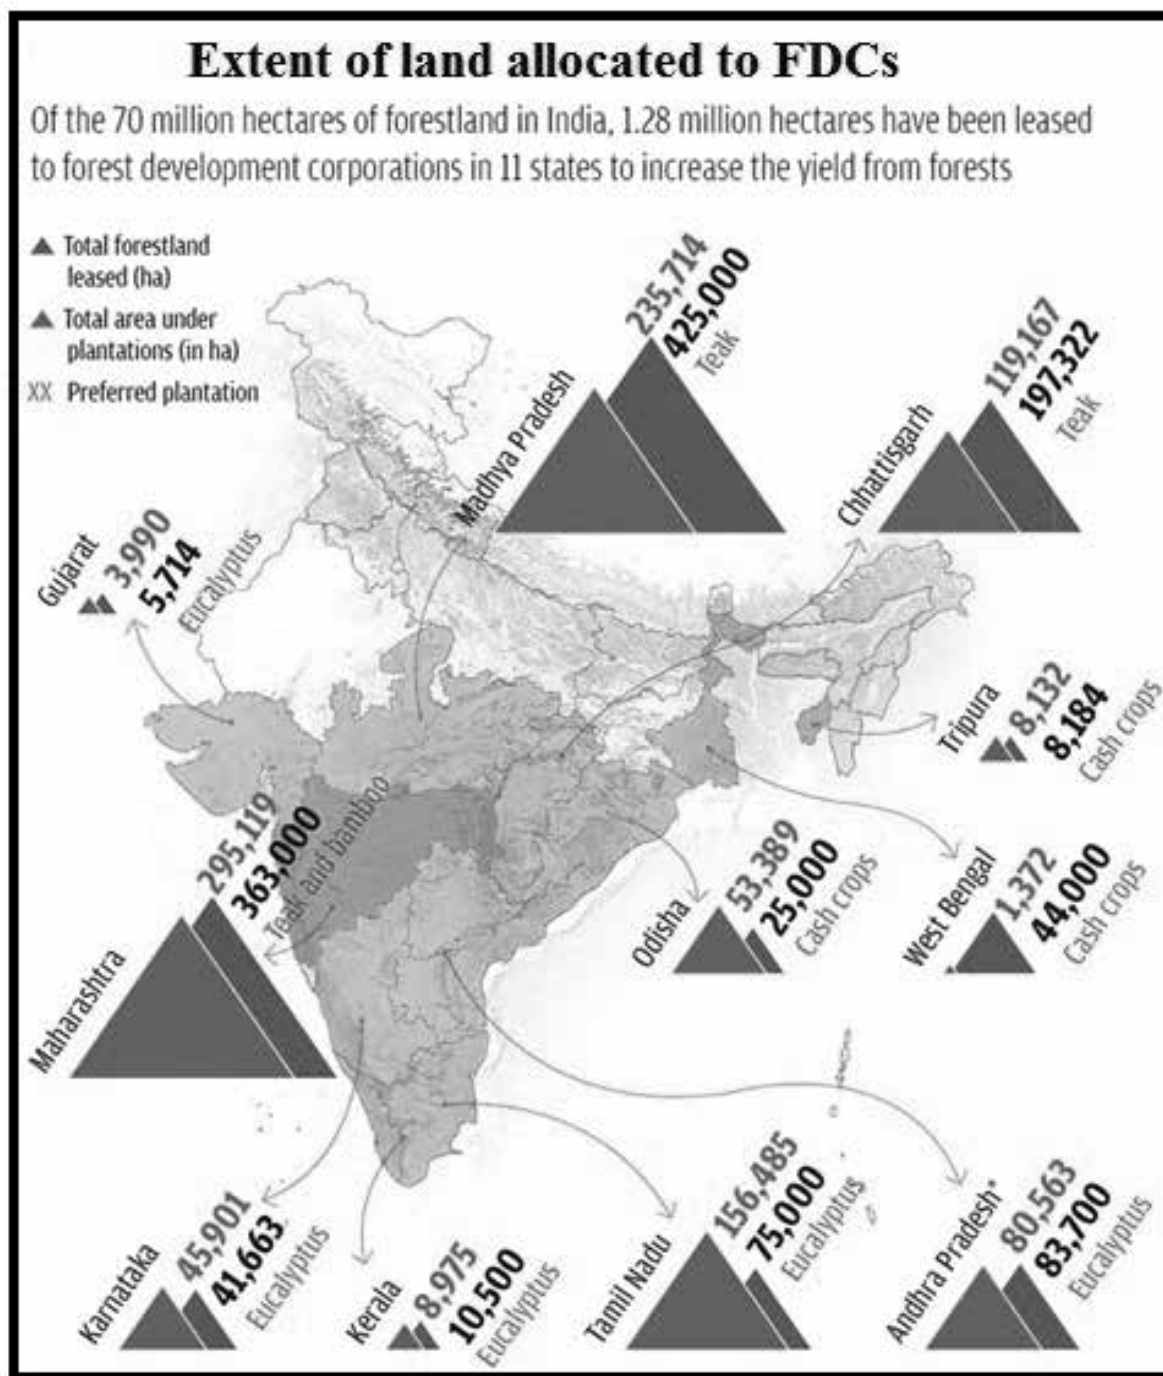 Extent of land allocated to FDCs
Of the 70 million hectares of forestland in India, 1.28 million hectares have been leased
to forest development corporations in 11 states to increase the yield from forests
Total forestland
leased (ha)
Total area under
plantations (in ha)
XX Preferred plantation
Madhya Pradesh
235,714
425,000
Teak
Chhattisgarh
119,167
197,322
Teak
Gujarat
3,990
5,714
Eucalyptus
Tripura
8,132
8,184
Cash crops
Maharashtra
295,119
363,000
Teak and bamboo
Odisha
53,389
25,000
Cash crops
West Bengal
1,372
44,000
Cash crops
Karnataka
45,901
41,663
Eucalyptus
Kerala
8,975
10,500
Eucalyptus
Tamil Nadu
156,485
75,000
Eucalyptus
Andhra Pradesh*
80,563
83,700
Eucalyptus